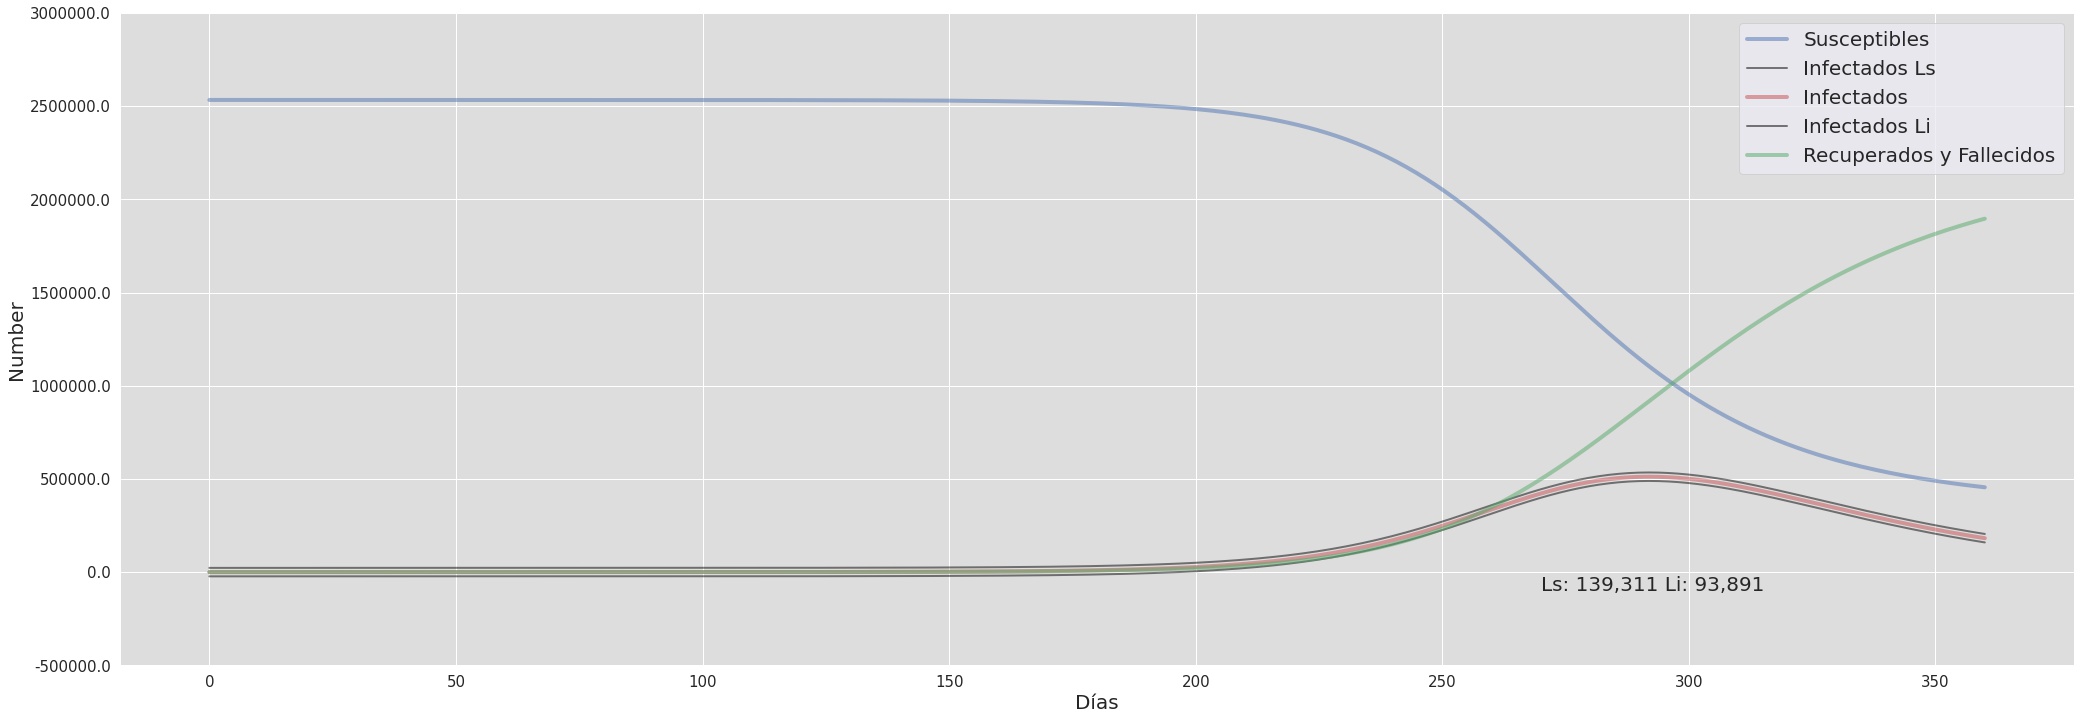 3000000.0
2500000.0
2000000.0
1500000.0
1000000.0
500000.0
0.0
-500000.0
Number
Susceptibles
Infectados Ls
Infectados
Infectados Li
Recuperados y Fallecidos
Ls: 139,311 Li: 93,891
0 50 100 150 200 250 300 350
Días